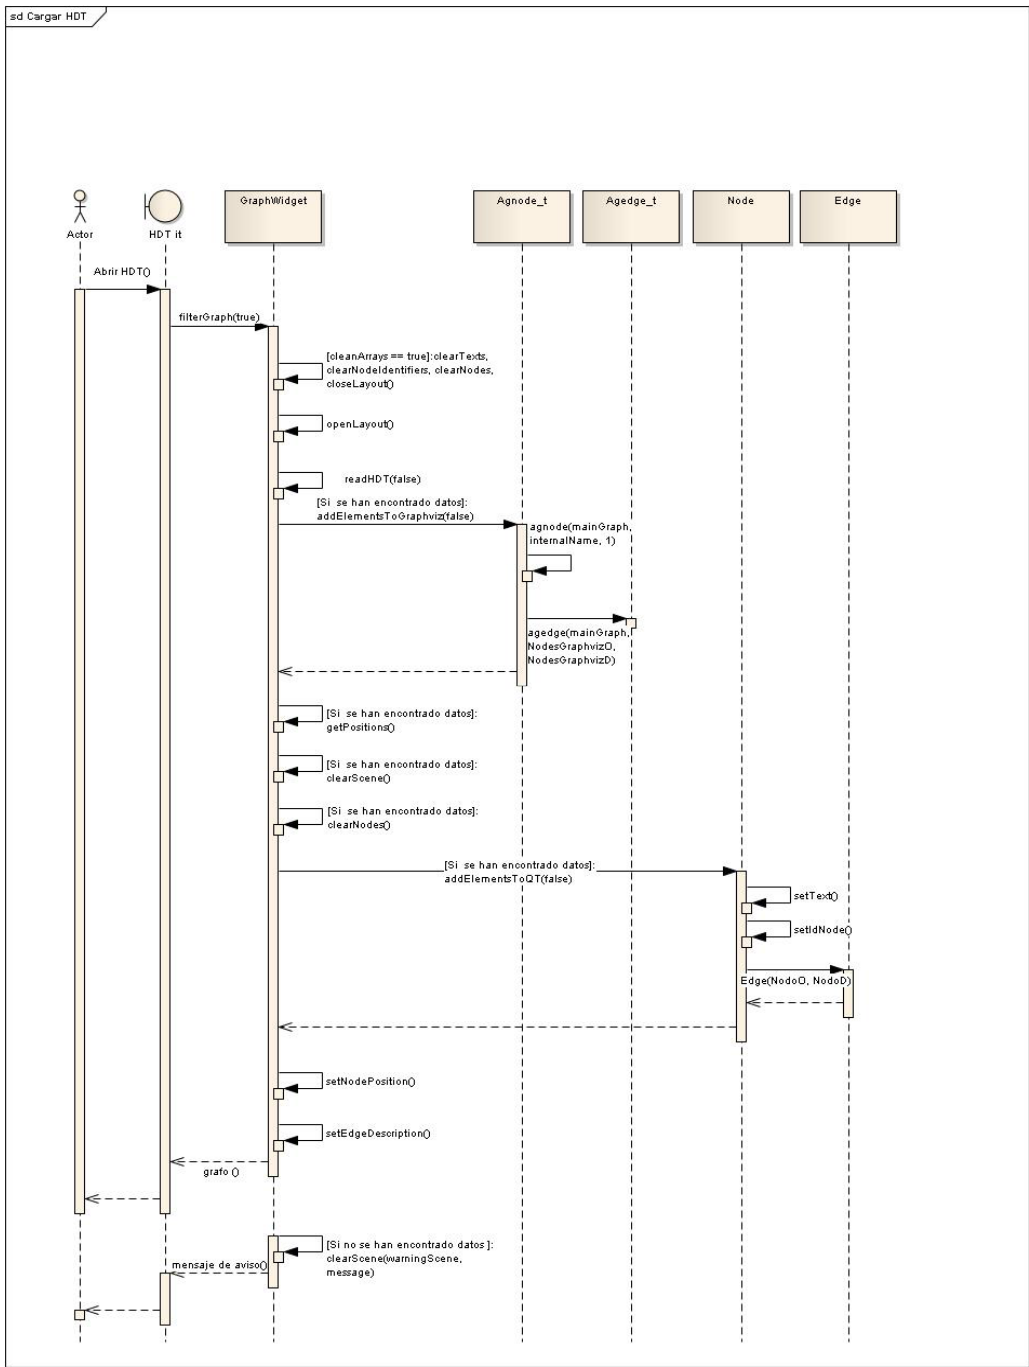 sd Cargar HDT
Actor
HDT it
GraphWidget
Agnode_t
Agedge_t
Node
Edge
Abrir HDT()
filterGraph(true)
[cleanArrays == true]:clearTexts,
clearNodeIdentifiers, clearNodes,
closeLayout()
openLayout()
readHDT(false)
[Si se han encontrado datos]:
addElementsToGraphviz(false)
agnode(mainGraph,
internalName, 1)
agedge(mainGraph,
NodesGraphvizO,
NodesGraphvizD)
[Si se han encontrado datos]:
getPositions()
[Si se han encontrado datos]:
clearScene()
[Si se han encontrado datos]:
clearNodes()
[Si se han encontrado datos]:
addElementsToQT(false)
setText()
setIdNode()
Edge(NodoO, NodoD)
setNodePosition()
setEdgeDescription()
grafo ()
[Si no se han encontrado datos ]:
clearScene(warningScene,
message)
mensaje de aviso()